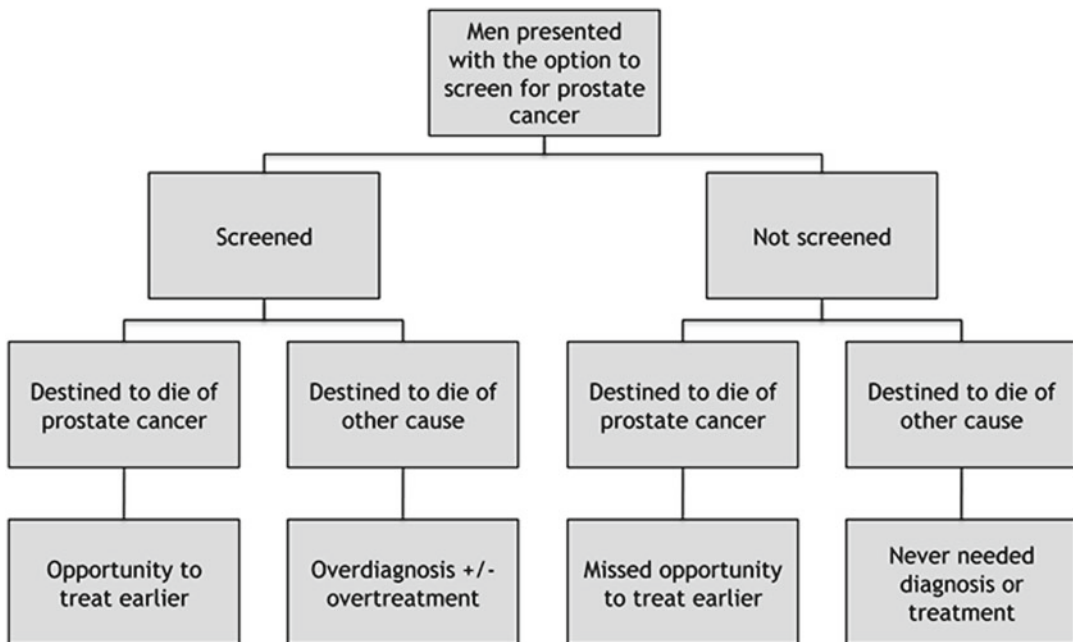 Men presented
with the option to
screen for prostate
cancer
Screened
Not screened
Destined to die of
prostate cancer
Destined to die of
other cause
Destined to die of
prostate cancer
Destined to die of
other cause
Opportunity to
treat earlier
Overdiagnosis +/-
overtreatment
Missed opportunity
to treat earlier
Never needed
diagnosis or
treatment